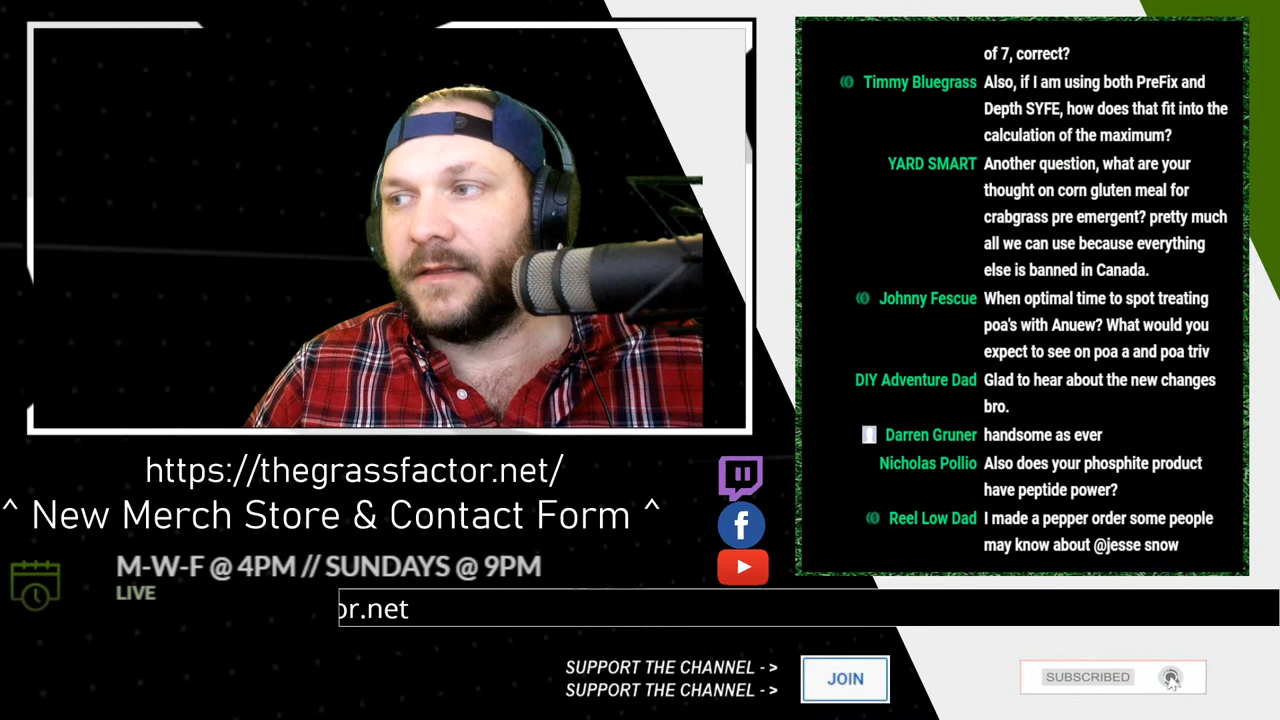 of 7, correct?
Timmy Bluegrass Also, if I am using both PreFix and
Depth SYFE, how does that fit into the
calculation of the maximum?
YARD SMART Another question, what are your
thought on corn gluten meal for
crabgrass pre emergent? pretty much
all we can use because everything
else is banned in Canada.
Johnny Fescue When optimal time to spot treating
poa's with Anuew? What would you
expect to see on poa a and poa triv
DIY Adventure Dad Glad to hear about the new changes
bro.
Darren Gruner handsome as ever
Nicholas Pollio Also does your phosphite product
have peptide power?
Reel Low Dad I made a pepper order some people
may know about @jesse snow
https://thegrassfactor.net/
^ New Merch Store & Contact Form ^
M-W-F @ 4PM // SUNDAYS @ 9PM
LIVE
or.net
SUPPORT THE CHANNEL - >
SUPPORT THE CHANNEL - >
JOIN
SUBSCRIBED